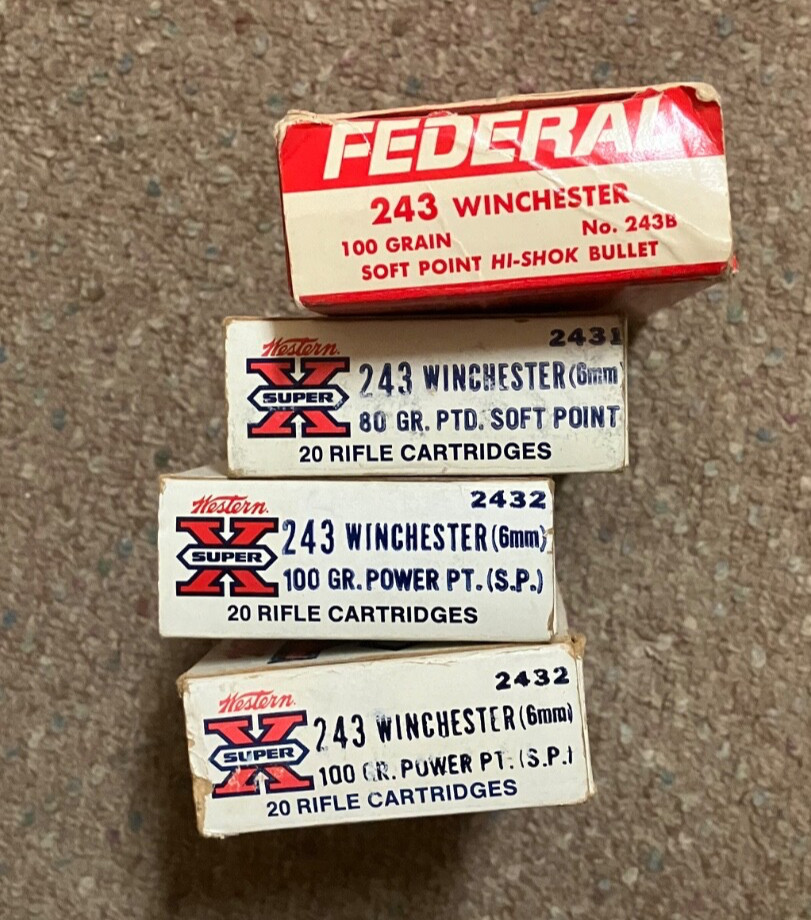 FEDERAL
243 WINCHESTER
100 GRAIN No. 243B
SOFT POINT HI-SHOK BULLET
Western 2431
X SUPER
243 WINCHESTER (6mm
80 GR. PTD. SOFT POINT
20 RIFLE CARTRIDGES
Western 2432
X SUPER
243 WINCHESTER (6mm)
100 GR. POWER PT. (S.P.)
20 RIFLE CARTRIDGES
Western 2432
X SUPER
243 WINCHESTER (6mm)
100 GR. POWER PT. (S.P.)
20 RIFLE CARTRIDGES